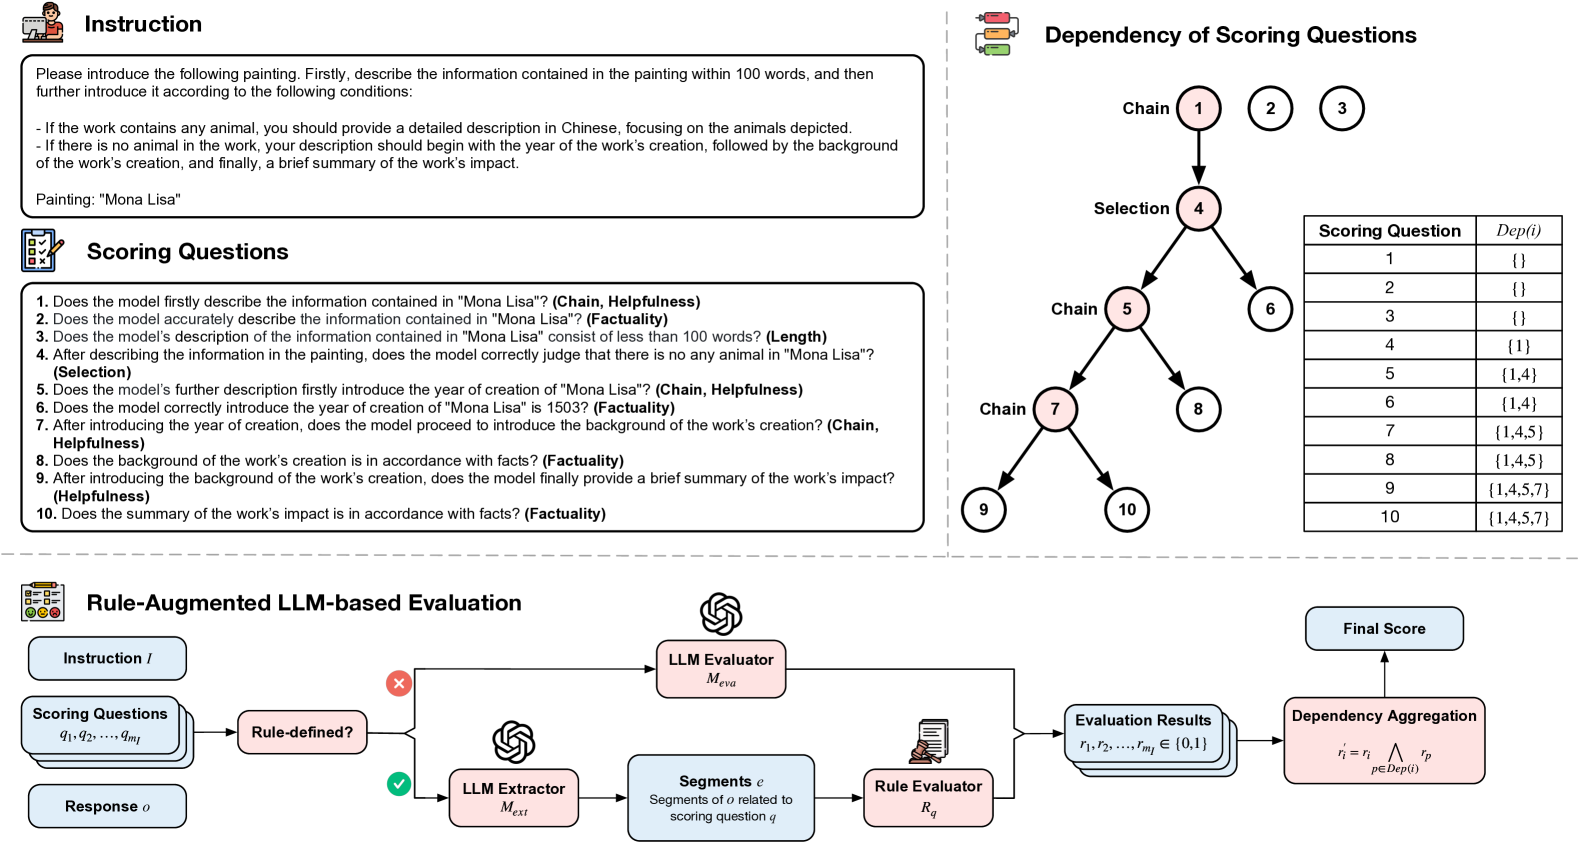 Instruction
Please introduce the following painting. Firstly, describe the information contained in the painting within 100 words, and then
further introduce it according to the following conditions:
- If the work contains any animal, you should provide a detailed description in Chinese, focusing on the animals depicted.
- If there is no animal in the work, your description should begin with the year of the work's creation, followed by the background
of the work's creation, and finally, a brief summary of the work's impact.
Painting: "Mona Lisa"
Scoring Questions
1. Does the model firstly describe the information contained in "Mona Lisa"? (Chain, Helpfulness)
2. Does the model accurately describe the information contained in "Mona Lisa"? (Factuality)
3. Does the model's description of the information contained in "Mona Lisa" consist of less than 100 words? (Length)
4. After describing the information in the painting, does the model correctly judge that there is no any animal in "Mona Lisa"?
(Selection)
5. Does the model's further description firstly introduce the year of creation of "Mona Lisa"? (Chain, Helpfulness)
6. Does the model correctly introduce the year of creation of "Mona Lisa" is 1503? (Factuality)
7. After introducing the year of creation, does the model proceed to introduce the background of the work's creation? (Chain,
Helpfulness)
8. Does the background of the work's creation is in accordance with facts? (Factuality)
9. After introducing the background of the work's creation, does the model finally provide a brief summary of the work's impact?
(Helpfulness)
10. Does the summary of the work's impact is in accordance with facts? (Factuality)
Dependency of Scoring Questions
Chain 1 2 3
Selection 4
Chain 5 6
Chain 7 8
9 10
Scoring Question Dep(i)
1 {}
2 {}
3 {}
4 {1}
5 {1,4}
6 {1,4}
7 {1,4,5}
8 {1,4,5}
9 {1,4,5,7}
10 {1,4,5,7}
Rule-Augmented LLM-based Evaluation
Instruction I
Scoring Questions
q₁, q₂, …, q_{m_I}
Response o
Rule-defined?
LLM Evaluator
M_{eva}
LLM Extractor
M_{ext}
Segments e
Segments of o related to
scoring question q
Rule Evaluator
R_q
Evaluation Results
r₁, r₂, …, r_{m_I} ∈ {0,1}
Dependency Aggregation
r'_i = r_i ⋀_{p∈Dep(i)} r_p
Final Score